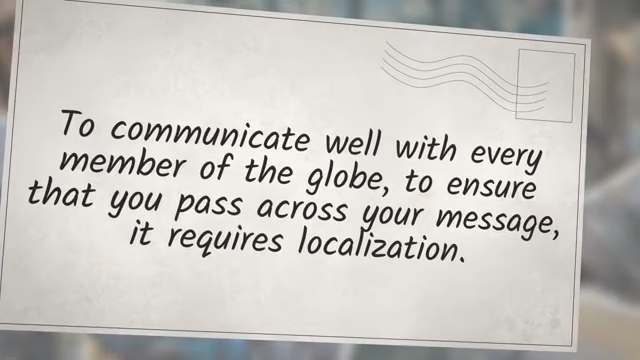 To communicate well with every
member of the globe, to ensure
that you pass across your message,
it requires localization.